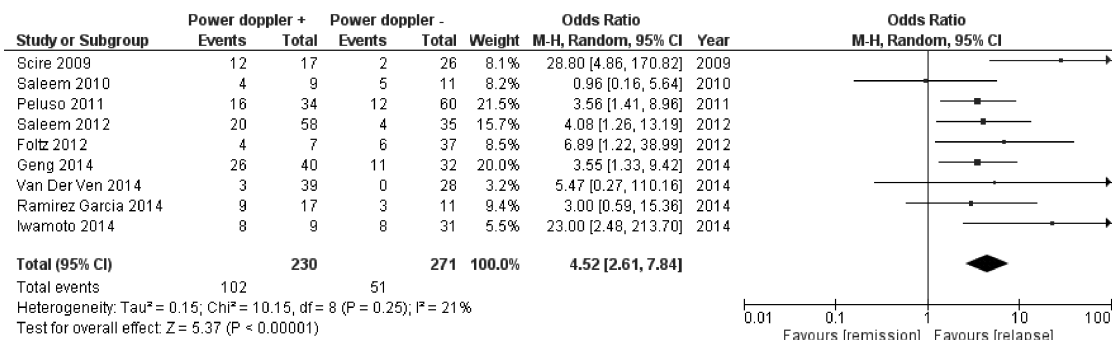 Power doppler + Power doppler - Odds Ratio Odds Ratio
Study or Subgroup Events Total Events Total Weight M-H, Random, 95% CI Year M-H, Random, 95% CI
Scire 2009 12 17 2 26 8.1% 28.80 [4.86, 170.82] 2009
Saleem 2010 4 9 5 11 8.2% 0.96 [0.16, 5.64] 2010
Peluso 2011 16 34 12 60 21.5% 3.56 [1.41, 8.96] 2011
Saleem 2012 20 58 4 35 15.7% 4.08 [1.26, 13.19] 2012
Foltz 2012 4 7 6 37 8.5% 6.89 [1.22, 38.99] 2012
Geng 2014 26 40 11 32 20.0% 3.55 [1.33, 9.42] 2014
Van Der Ven 2014 3 39 0 28 3.2% 5.47 [0.27, 110.16] 2014
Ramirez Garcia 2014 9 17 3 11 9.4% 3.00 [0.59, 15.36] 2014
Iwamoto 2014 8 9 8 31 5.5% 23.00 [2.48, 213.70] 2014
Total (95% CI) 230 271 100.0% 4.52 [2.61, 7.84]
Total events 102 51
Heterogeneity: Tau² = 0.15; Chi² = 10.15, df = 8 (P = 0.25); I² = 21%
Test for overall effect: Z = 5.37 (P < 0.00001)
0.01 0.1 1 10 100
Favours [remission] Favours [relapse]